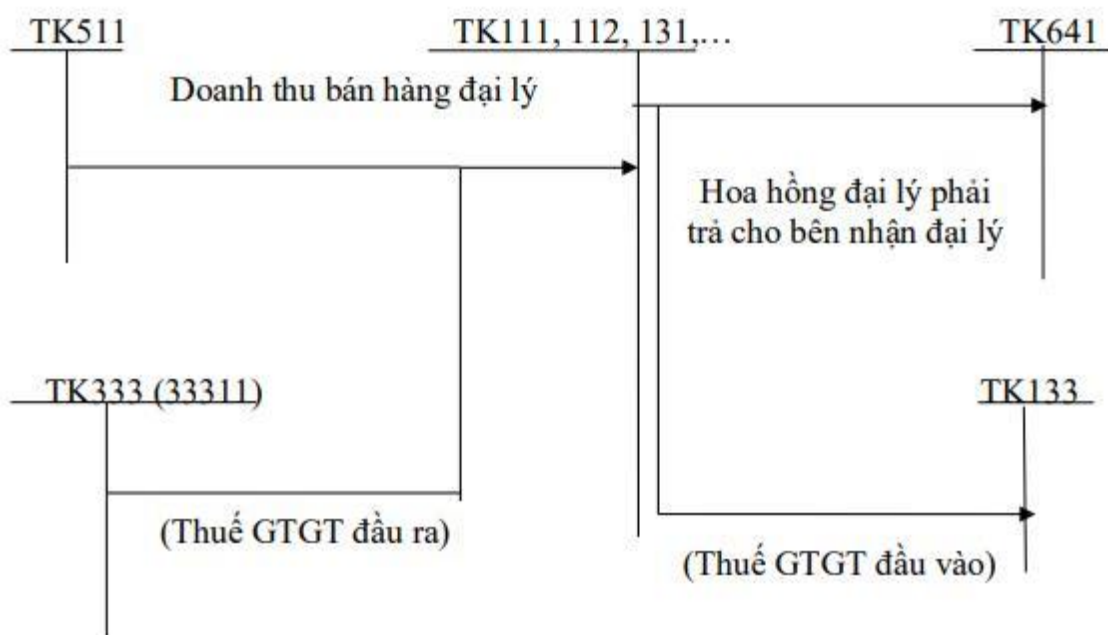 TK511
TK111, 112, 131,…
TK641
Doanh thu bán hàng đại lý
Hoa hồng đại lý phải
trả cho bên nhận đại lý
TK333 (33311)
TK133
(Thuế GTGT đầu ra)
(Thuế GTGT đầu vào)